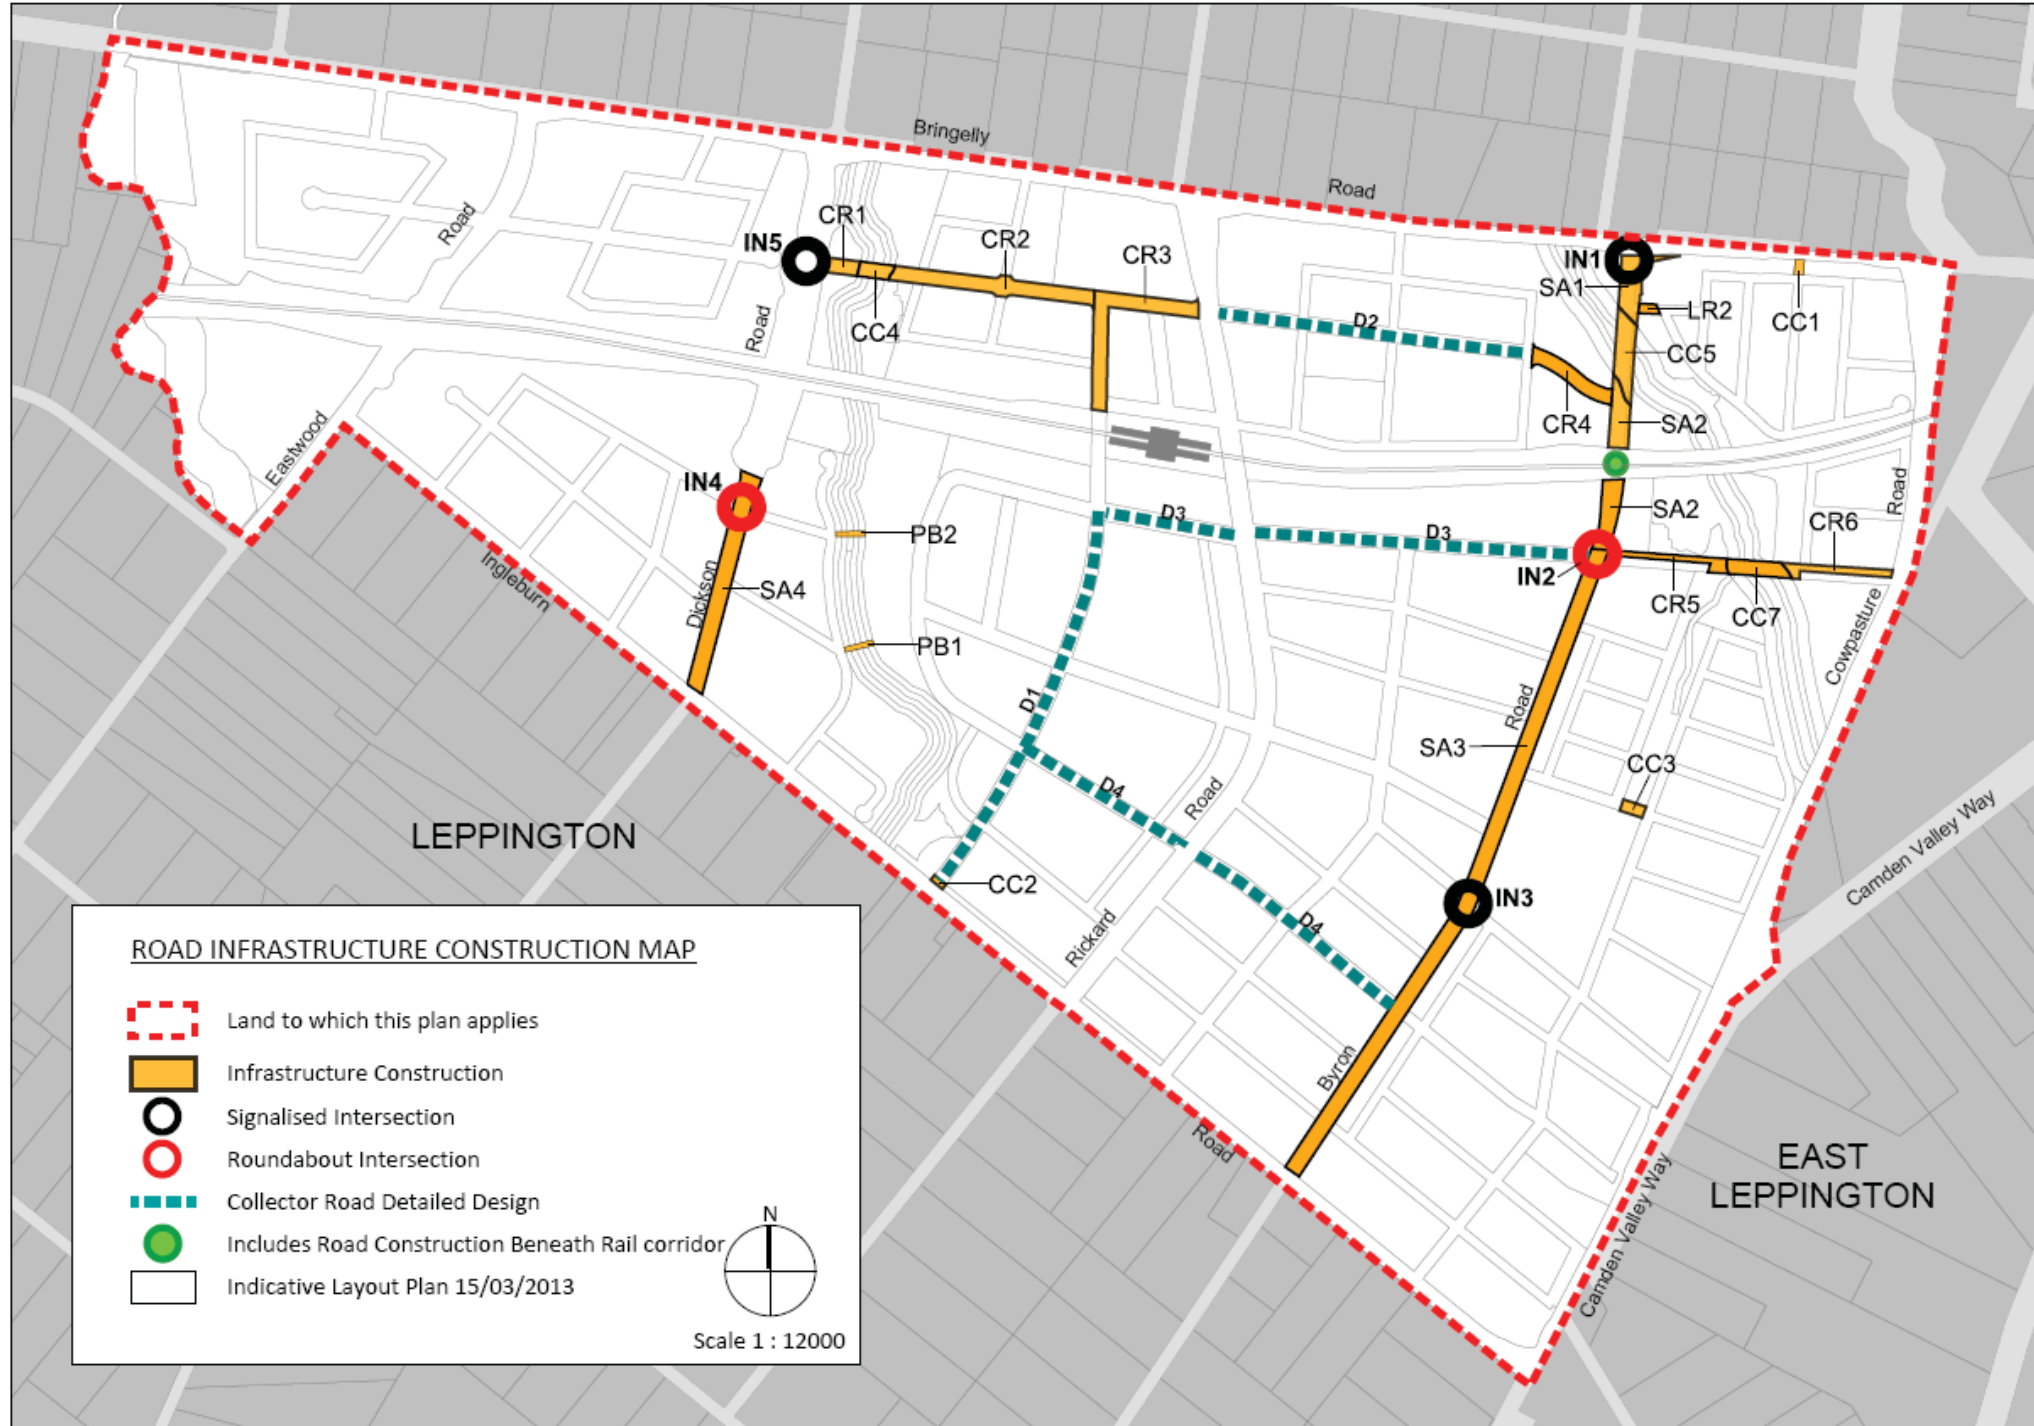 Bringelly
Road
Road
IN5
CR1
CR2
CR3
IN1
SA1
LR2
CC1
CC4
Road
D2
CC5
CR4
SA2
Eastwood
IN4
Road
D3
D3
SA2
CR6
PB2
IN2
CR5
CC7
Ingleburn
Dickson
SA4
PB1
Cowpasture
D1
Road
SA3
CC3
D4
Road
Camden Valley Way
LEPPINGTON
CC2
IN3
Rickard
D4
Byron
Road
EAST
LEPPINGTON
Camden Valley Way
ROAD INFRASTRUCTURE CONSTRUCTION MAP
Land to which this plan applies
Infrastructure Construction
Signalised Intersection
Roundabout Intersection
Collector Road Detailed Design
Includes Road Construction Beneath Rail corridor
Indicative Layout Plan 15/03/2013
N
Scale 1 : 12000